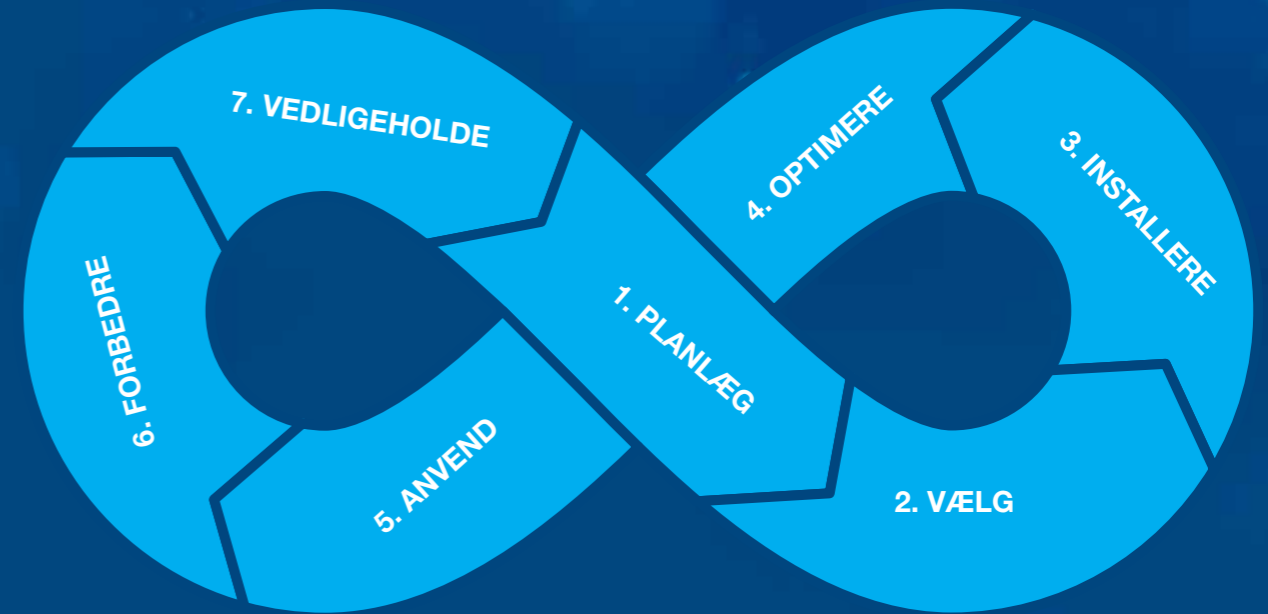 1. PLANLÆG
2. VÆLG
3. INSTALLERE
4. OPTIMERE
5. ANVEND
6. FORBEDRE
7. VEDLIGEHOLDE